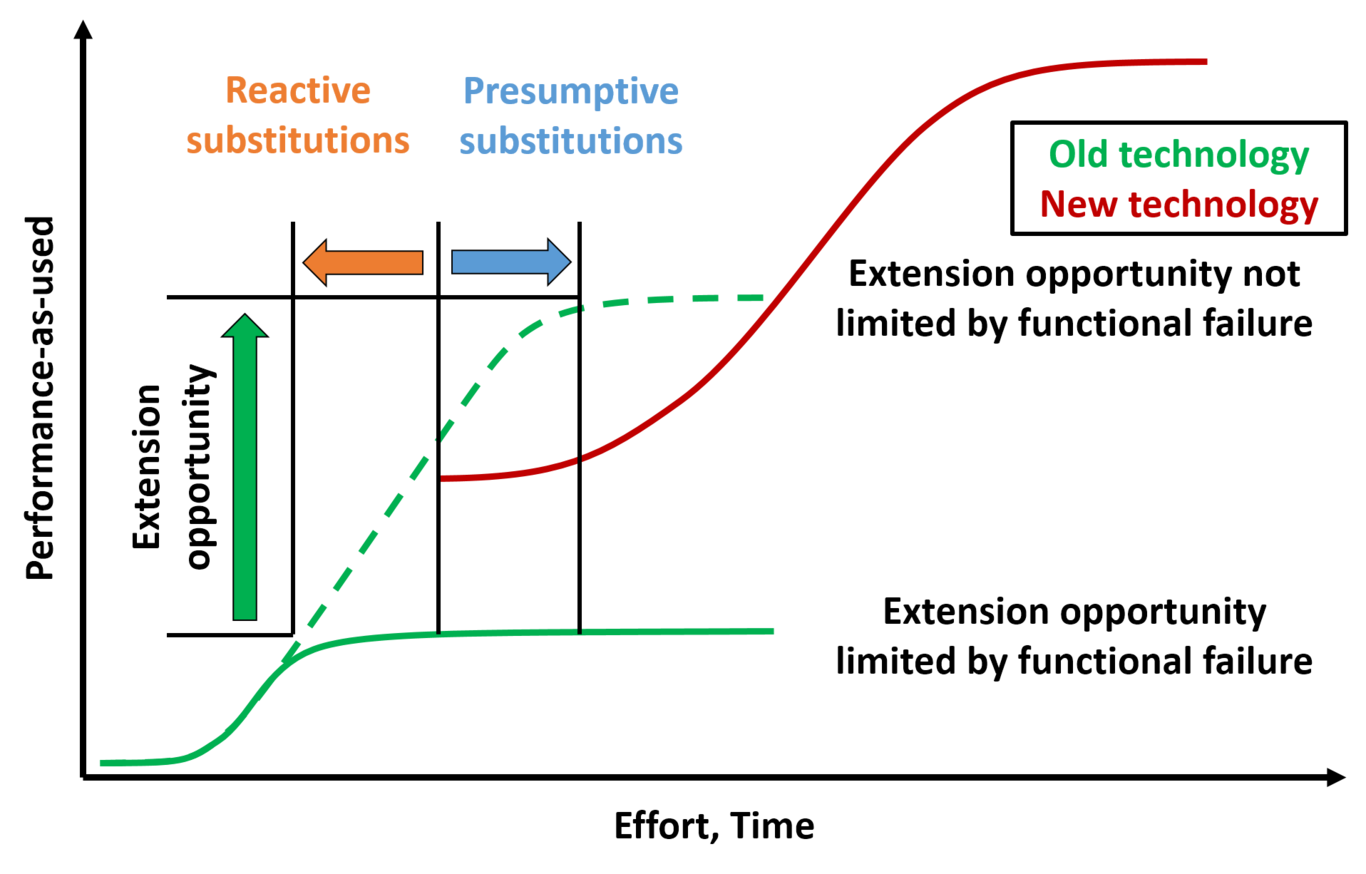 Reactive
substitutions
Presumptive
substitutions
Old technology
New technology
Extension opportunity not
limited by functional failure
Performance-as-used
Extension
opportunity
Extension opportunity
limited by functional failure
Effort, Time